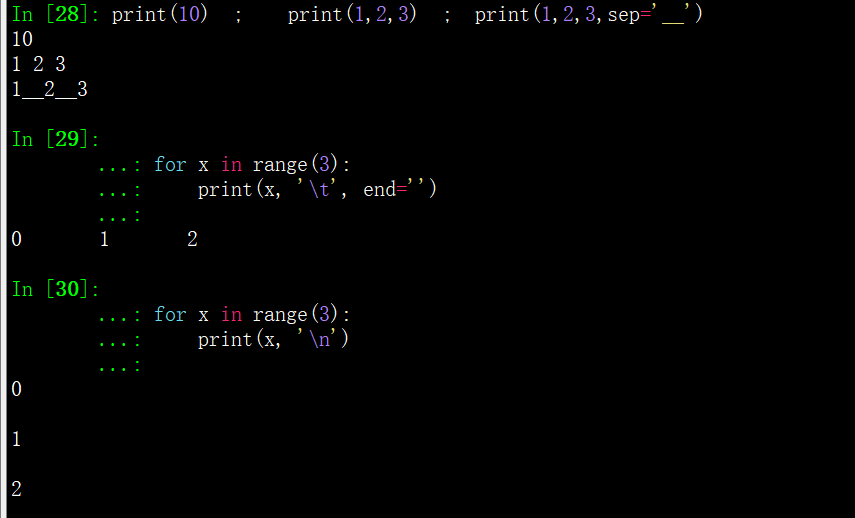 In [28]: print(10)  ;    print(1,2,3)  ;  print(1,2,3,sep='__')
10
1 2 3
1__2__3
In [29]:
...: for x in range(3):
...:     print(x, '\t', end='')
...:
0 1 2
In [30]:
...: for x in range(3):
...:     print(x, '\n')
...:
0
1
2